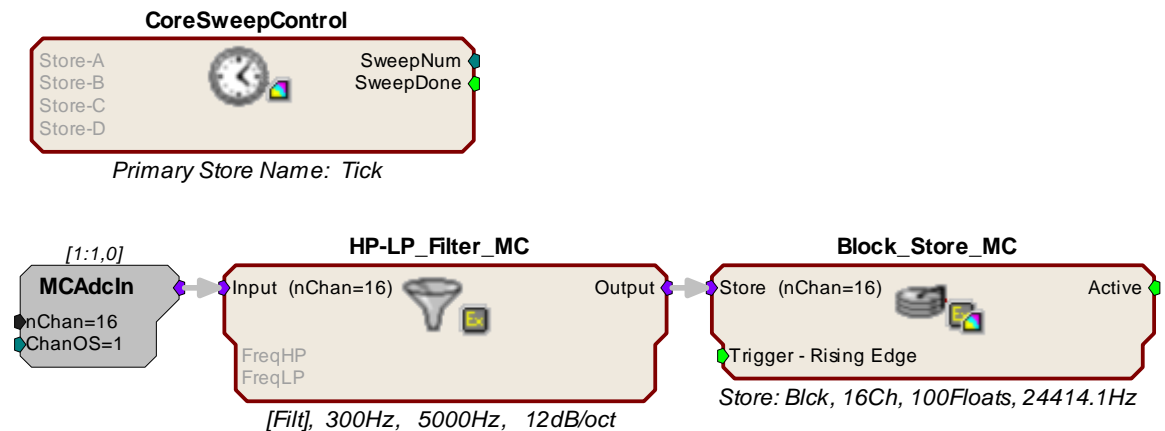 CoreSweepControl
Store-A
Store-B
Store-C
Store-D
SweepNum
SweepDone
Primary Store Name: Tick
[1:1,0]
MCAdcIn
nChan=16
ChanOS=1
HP-LP_Filter_MC
Input (nChan=16)
Output
Ex
FreqHP
FreqLP
[Filt], 300Hz, 5000Hz, 12dB/oct
Block_Store_MC
Store (nChan=16)
Active
Ex
Trigger - Rising Edge
Store: Blck, 16Ch, 100Floats, 24414.1Hz